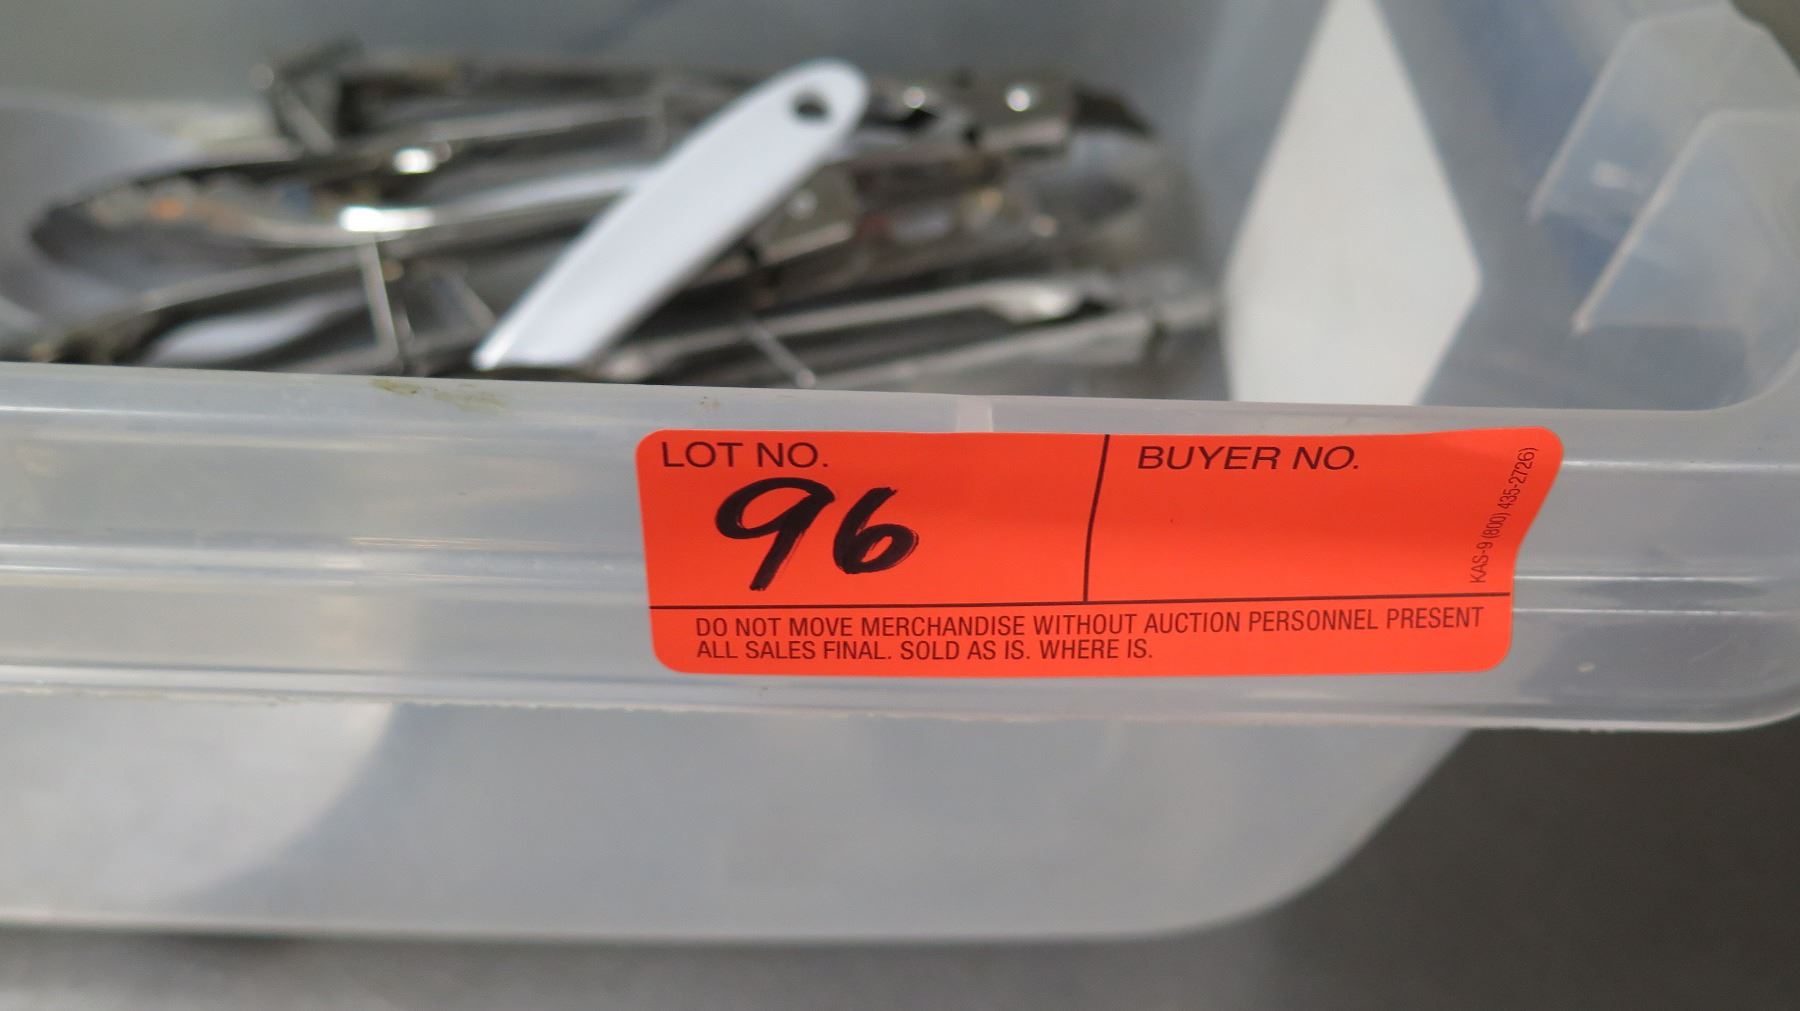 LOT NO.
96
BUYER NO.
KAS-9 (800) 435-2726)
DO NOT MOVE MERCHANDISE WITHOUT AUCTION PERSONNEL PRESENT
ALL SALES FINAL. SOLD AS IS. WHERE IS.